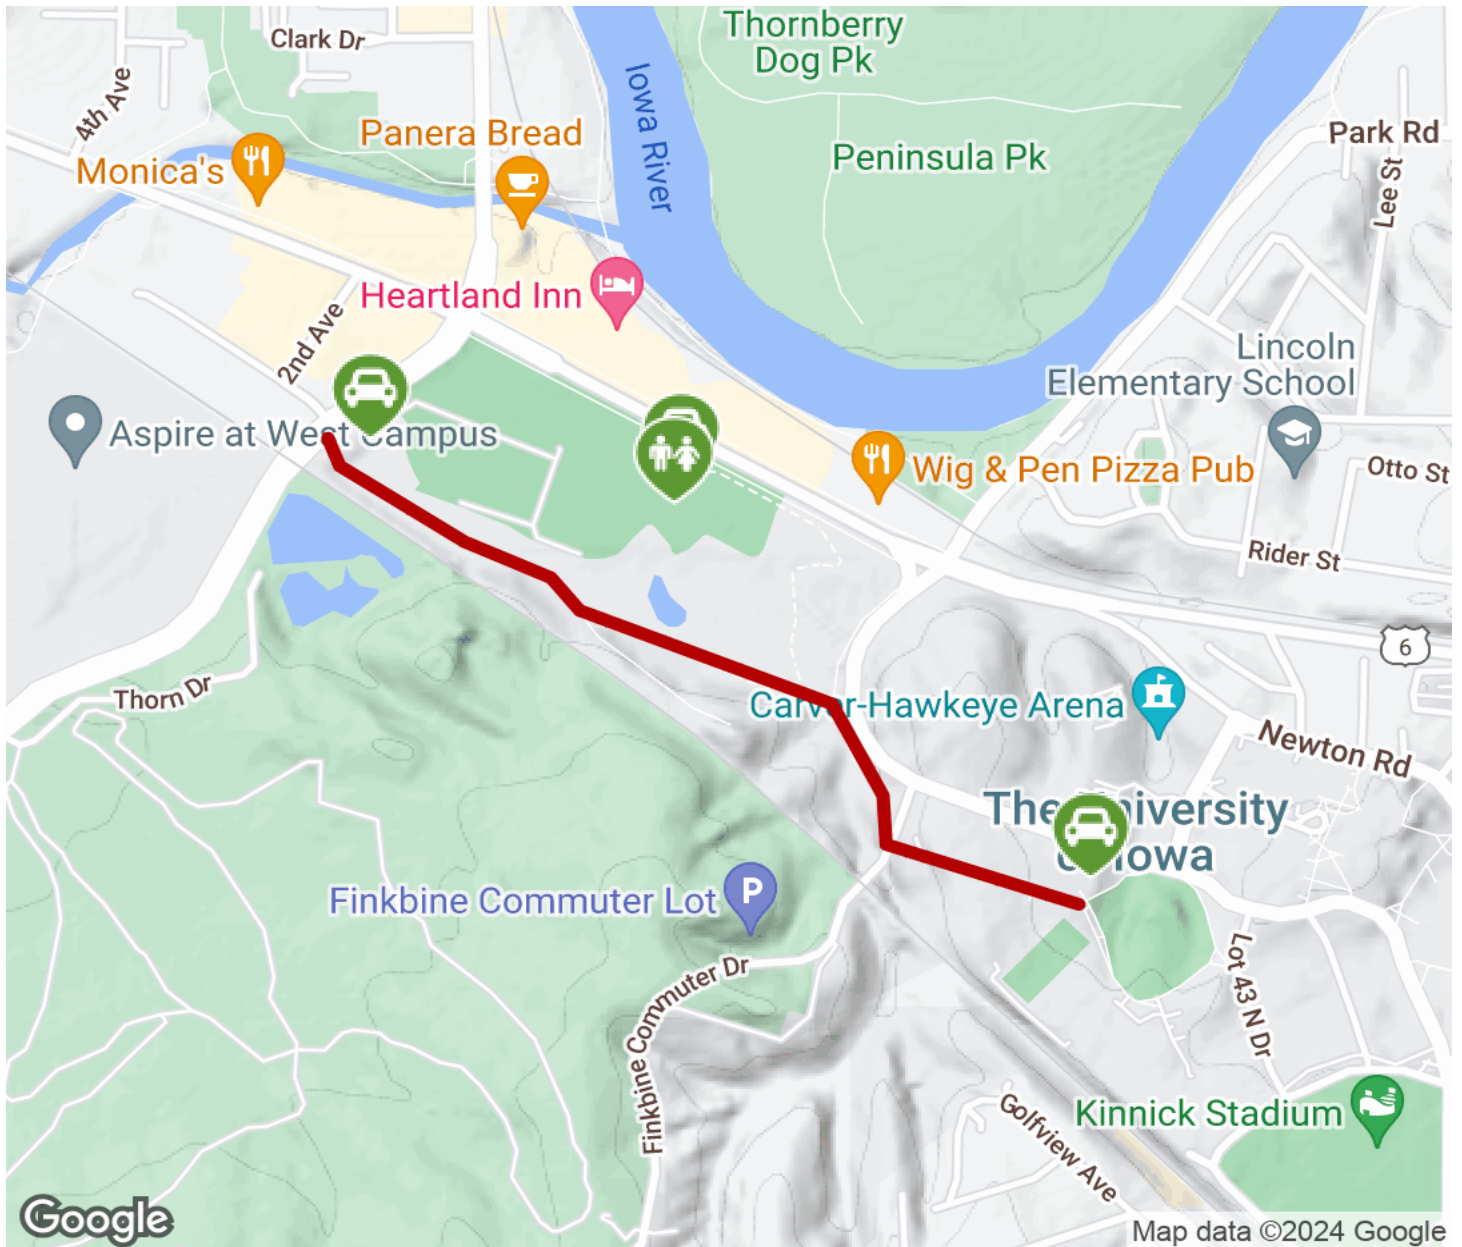 Thornberry
Dog Pk
Clark Dr
4th Ave
Iowa River
Panera Bread
Park Rd
Monica's
Peninsula Pk
Lee St
Heartland Inn
2nd Ave
Lincoln
Elementary School
Aspire at West Campus
Wig & Pen Pizza Pub
Otto St
Rider St
6
Thorn Dr
Carver-Hawkeye Arena
Newton Rd
The University
of Iowa
P
Finkbine Commuter Lot
Finkbine Commuter Dr
Lot 43 N Dr
Golfview Ave
Kinnick Stadium
Google
Map data ©2024 Google